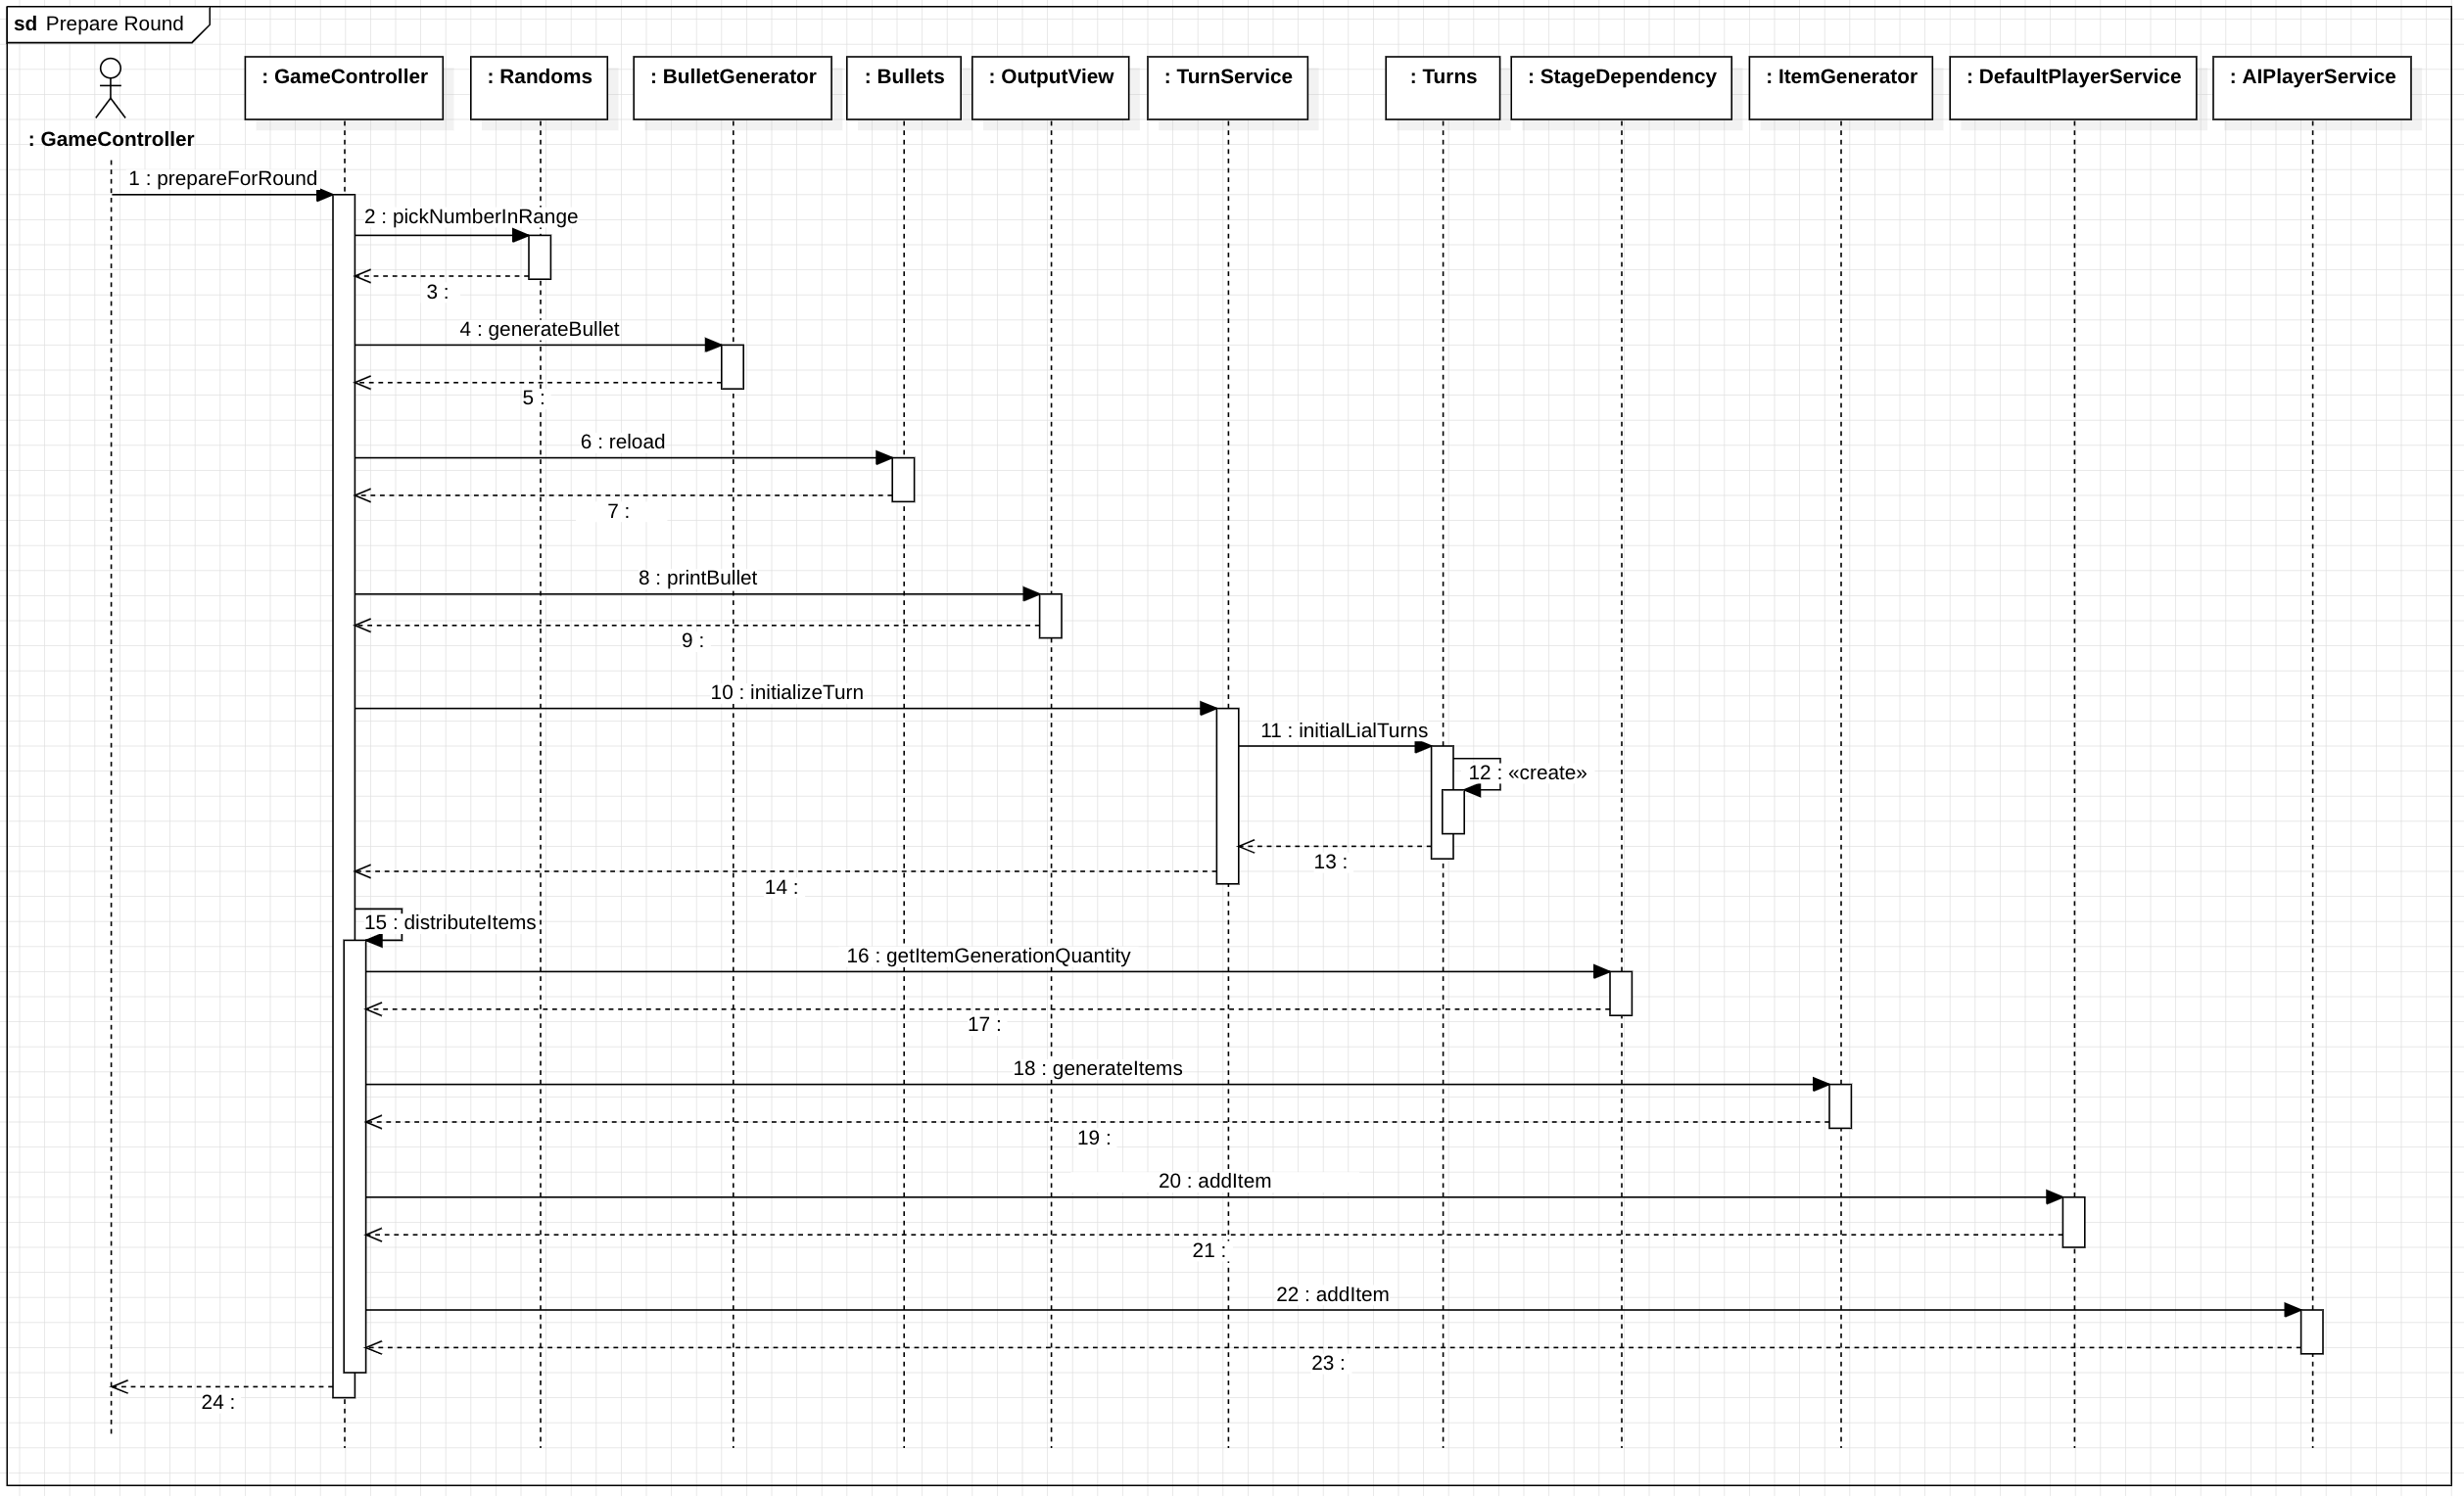 sd Prepare Round
: GameController
: Randoms
: BulletGenerator
: Bullets
: OutputView
: TurnService
: Turns
: StageDependency
: ItemGenerator
: DefaultPlayerService
: AIPlayerService
: GameController
1 : prepareForRound
2 : pickNumberInRange
3 :
4 : generateBullet
5 :
6 : reload
7 :
8 : printBullet
9 :
10 : initializeTurn
11 : initialLialTurns
12 : «create»
13 :
14 :
15 : distributeItems
16 : getItemGenerationQuantity
17 :
18 : generateItems
19 :
20 : addItem
21 :
22 : addItem
23 :
24 :